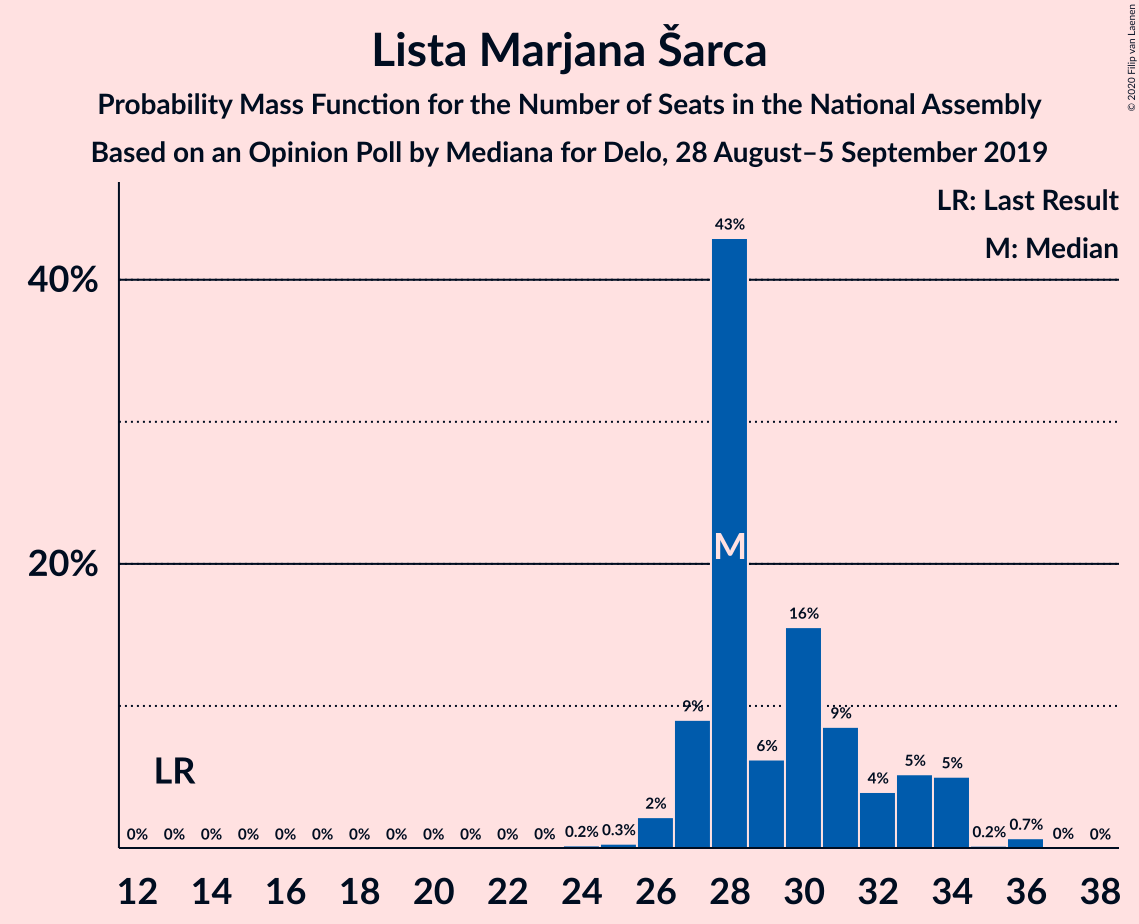 Lista Marjana Šarca
Probability Mass Function for the Number of Seats in the National Assembly
Based on an Opinion Poll by Mediana for Delo, 28 August–5 September 2019
© 2020 Filip van Laenen
LR: Last Result
M: Median
40%
20%
43%
M
16%
9%
9%
6%
5%
5%
4%
2%
LR
0% 0% 0% 0% 0% 0% 0% 0% 0% 0% 0% 0% 0.2% 0.3% 0.2% 0.7% 0% 0%
12 14 16 18 20 22 24 26 28 30 32 34 36 38